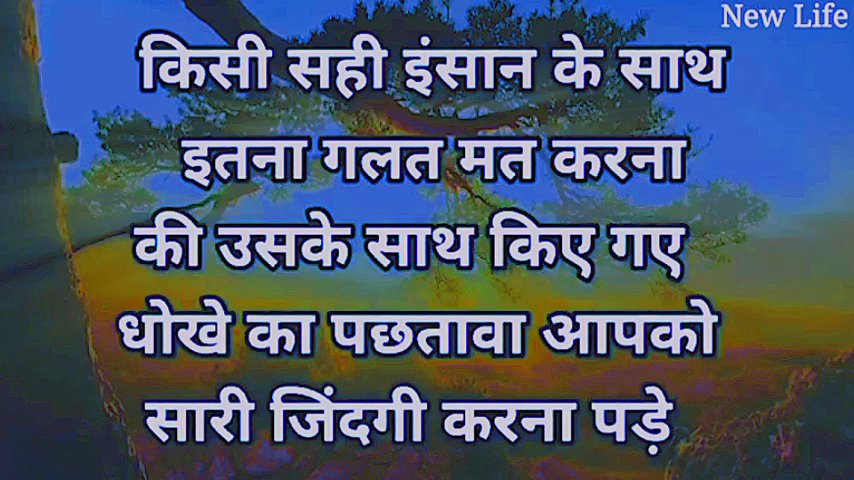 New Life
किसी सही इंसान के साथ
इतना गलत मत करना
की उसके साथ किए गए
धोखे का पछतावा आपको
सारी जिंदगी करना पड़े